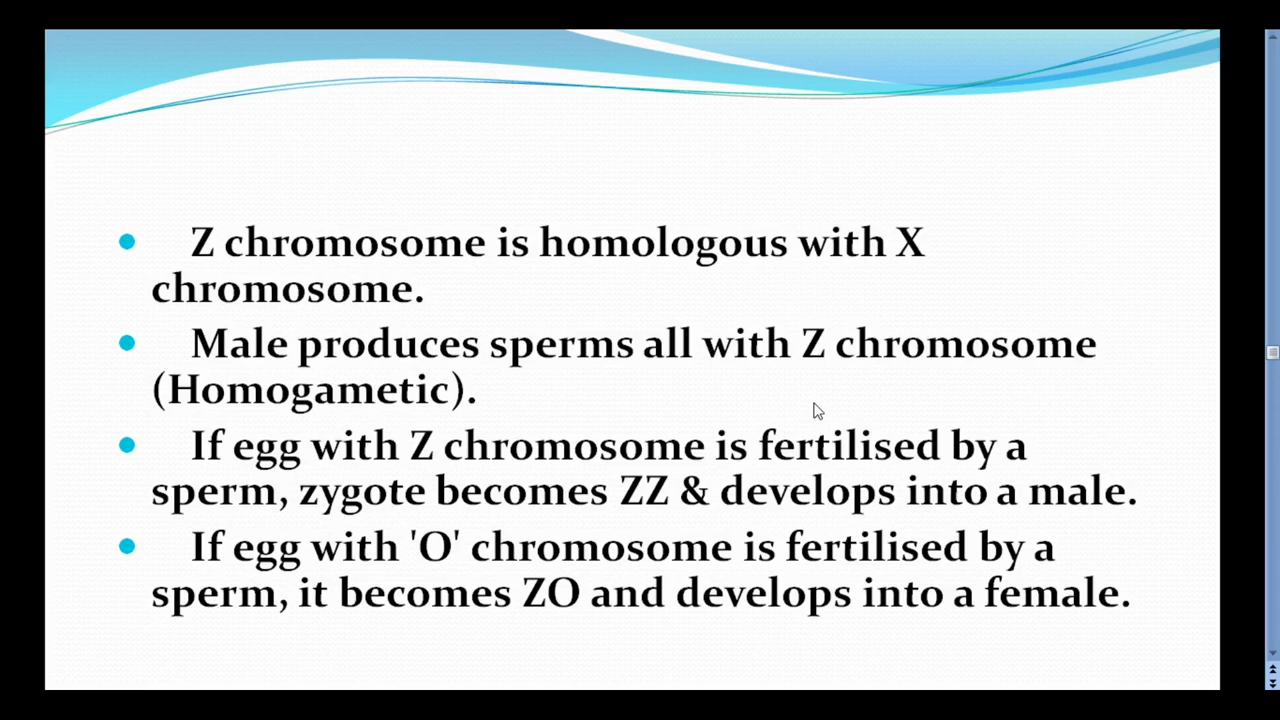 • Z chromosome is homologous with X
chromosome.
• Male produces sperms all with Z chromosome
(Homogametic).
• If egg with Z chromosome is fertilised by a
sperm, zygote becomes ZZ & develops into a male.
• If egg with 'O' chromosome is fertilised by a
sperm, it becomes ZO and develops into a female.